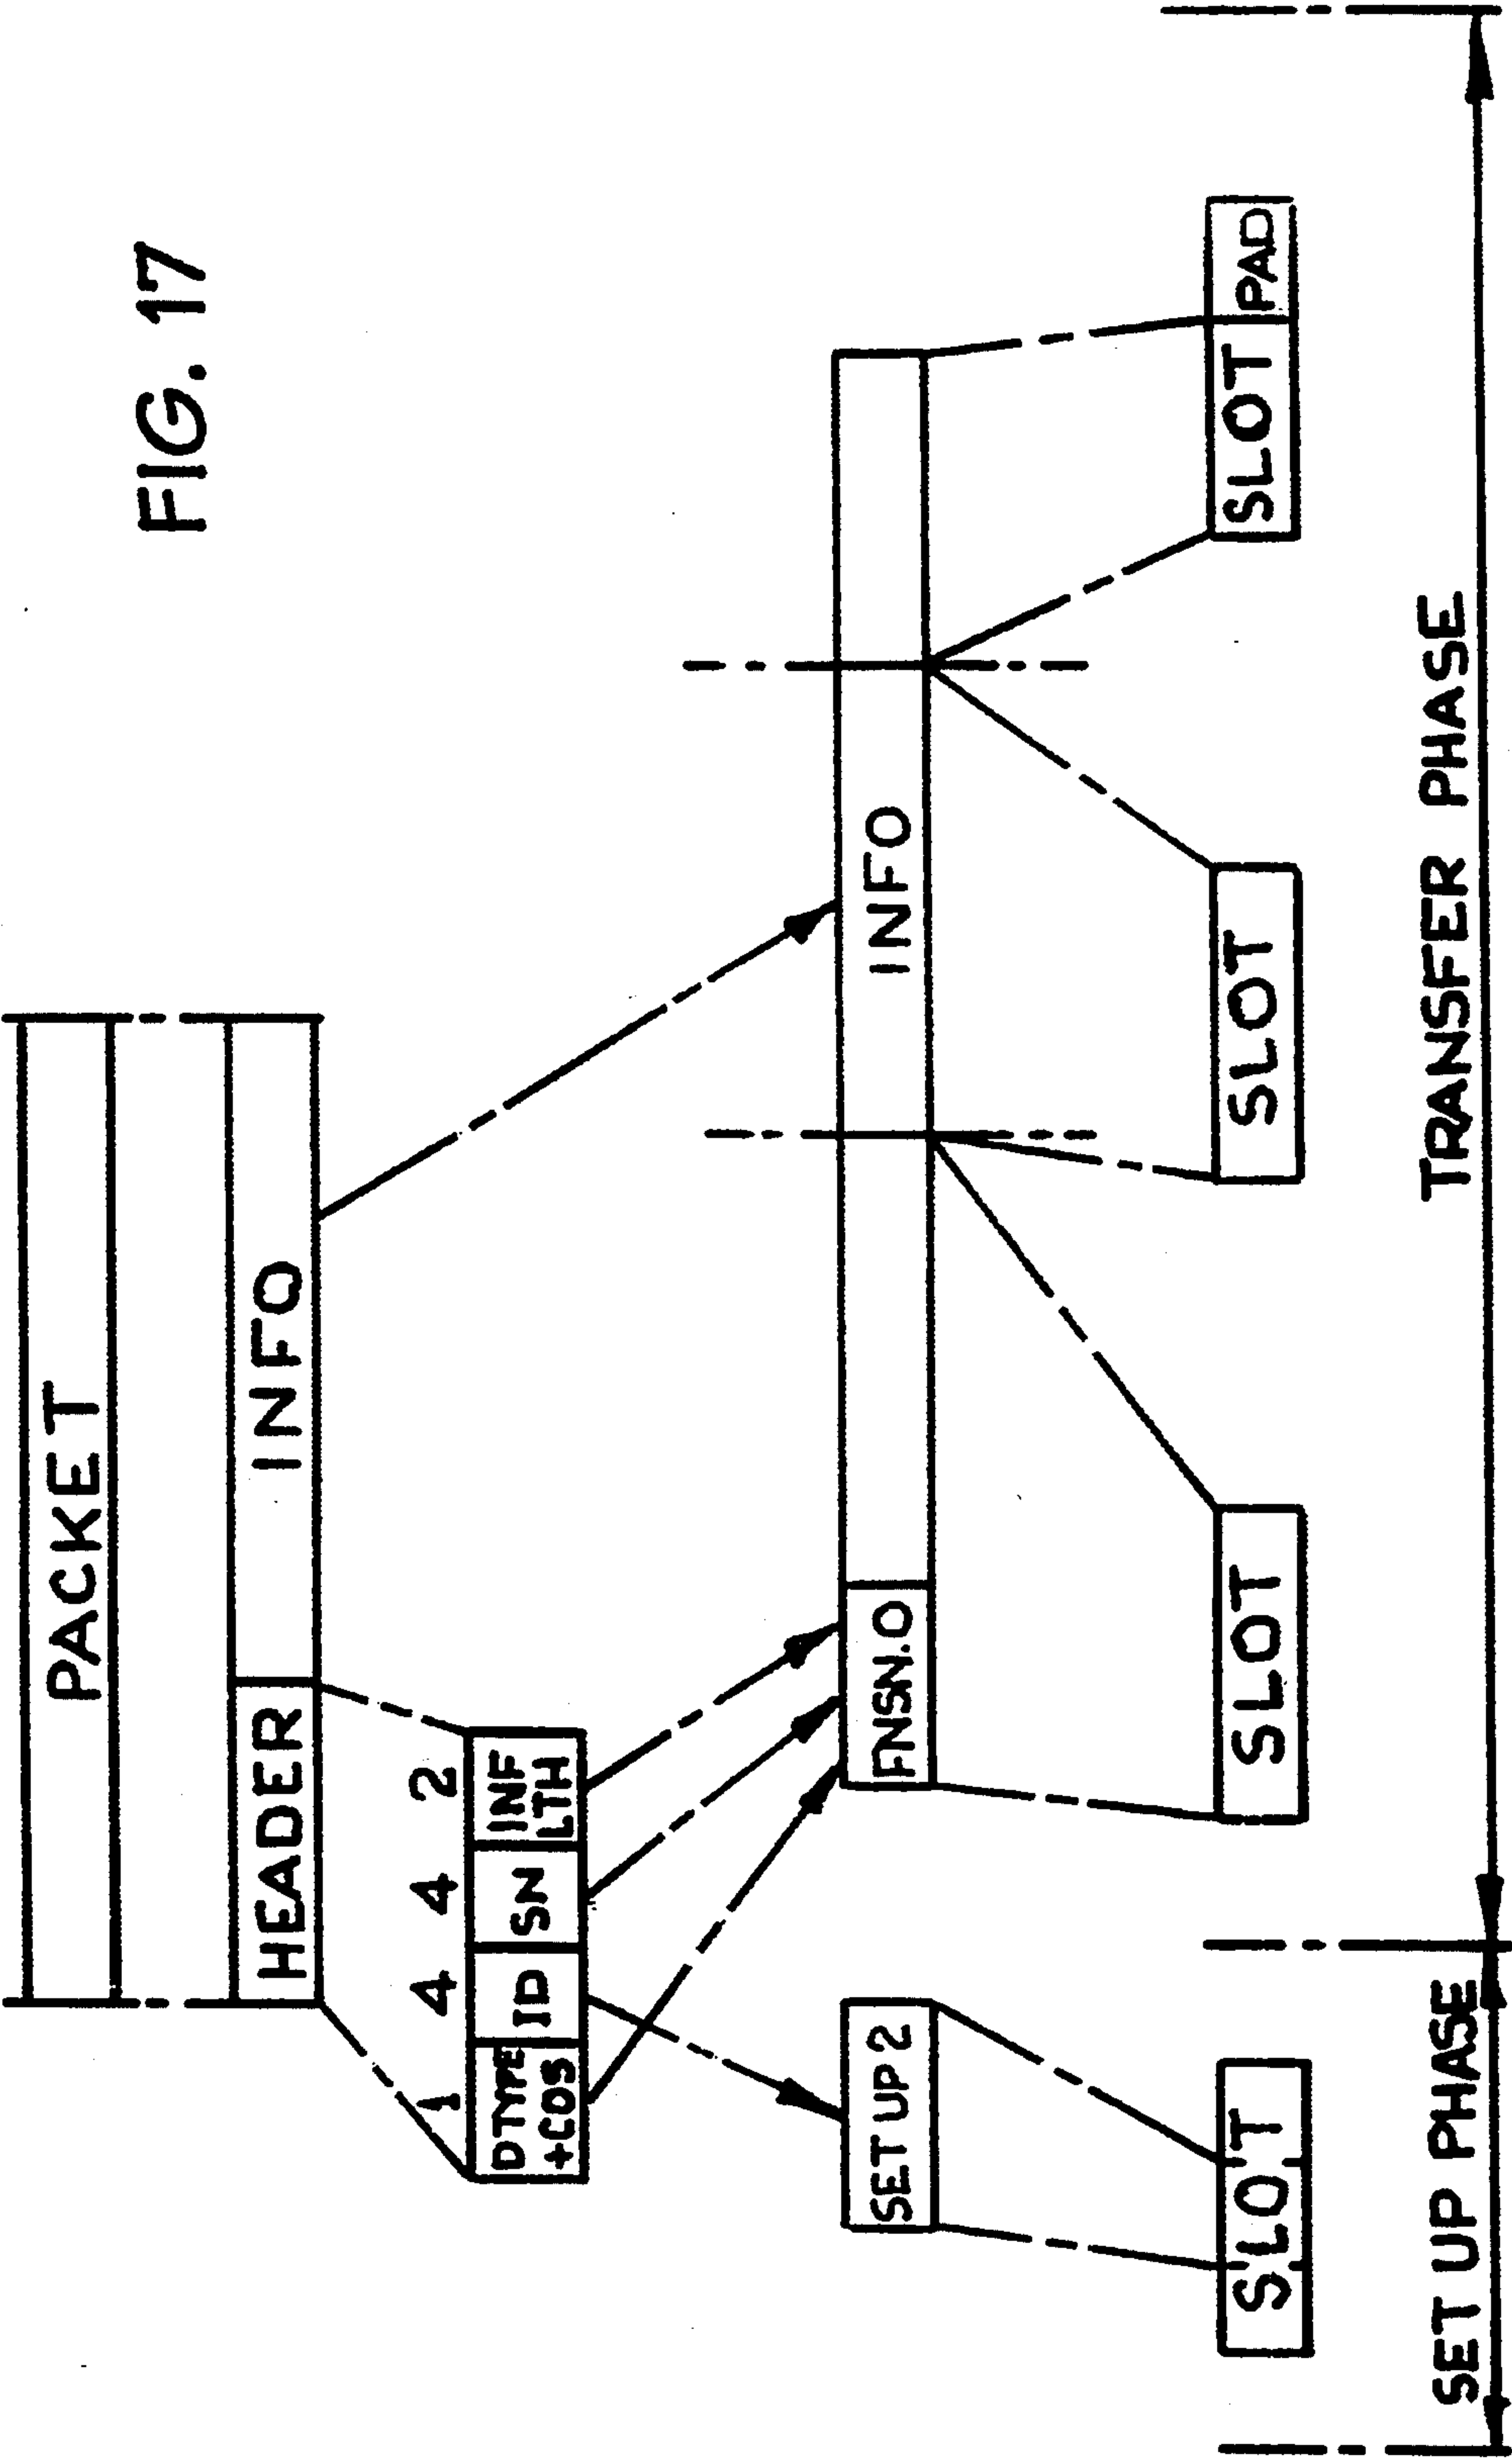 FIG. 17
PACKET
HEADER INFO
1 4 4 2
D TYPE +COS ID SN INF LTH
SET UP 2 FNSN.O INFO
SLOT SLOT SLOT SLOT PAD
SET UP PHASE TRANSFER PHASE